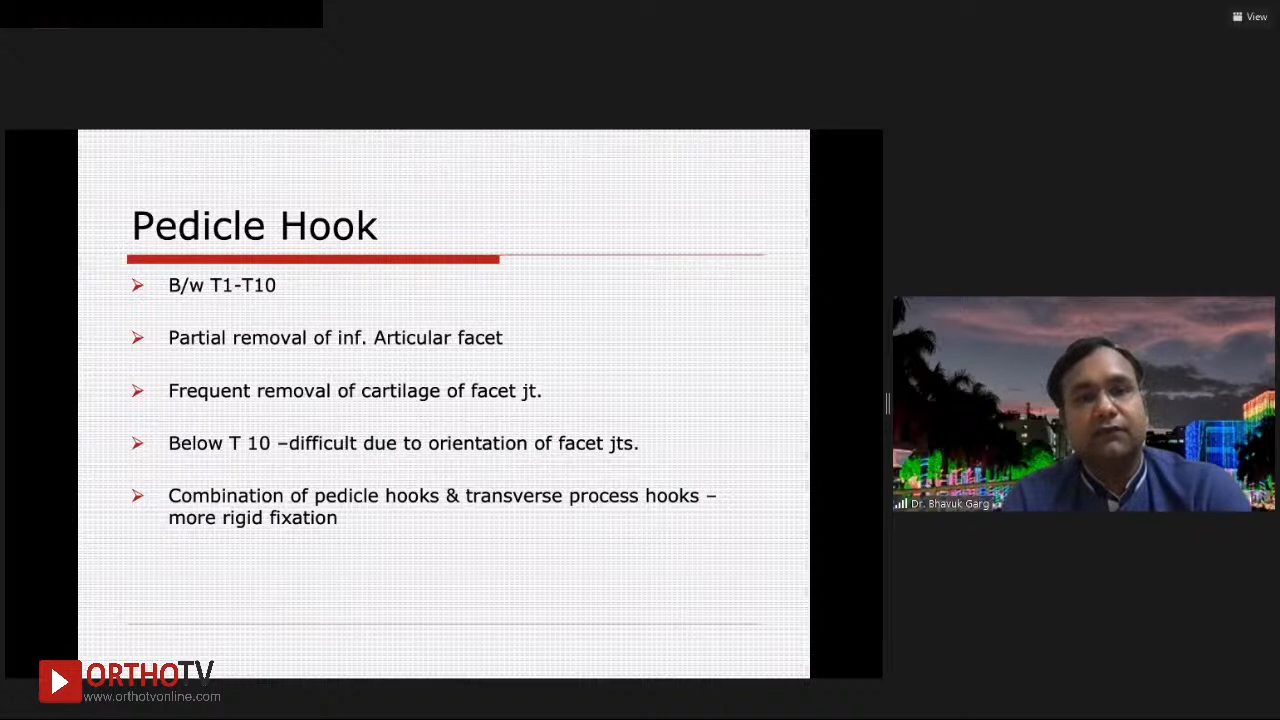 View
Pedicle Hook
B/w T1-T10
Partial removal of inf. Articular facet
Frequent removal of cartilage of facet jt.
Below T 10 –difficult due to orientation of facet jts.
Combination of pedicle hooks & transverse process hooks –
more rigid fixation
Dr. Bhavuk Garg
ORTHOTV
www.orthotvonline.com